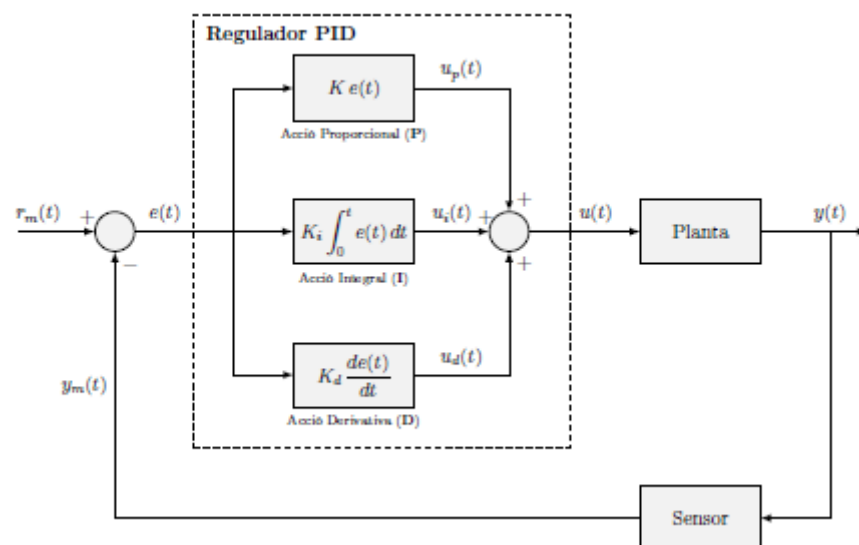 Regulador PID
u_p(t)
K e(t)
Acció Proporcional (P)
+
r_m(t)
+
e(t)
K_i ∫_0^t e(t) dt
u_i(t)
+
u(t)
Planta
y(t)
−
+
Acció Integral (I)
u_d(t)
K_d de(t)/dt
y_m(t)
Acció Derivativa (D)
Sensor